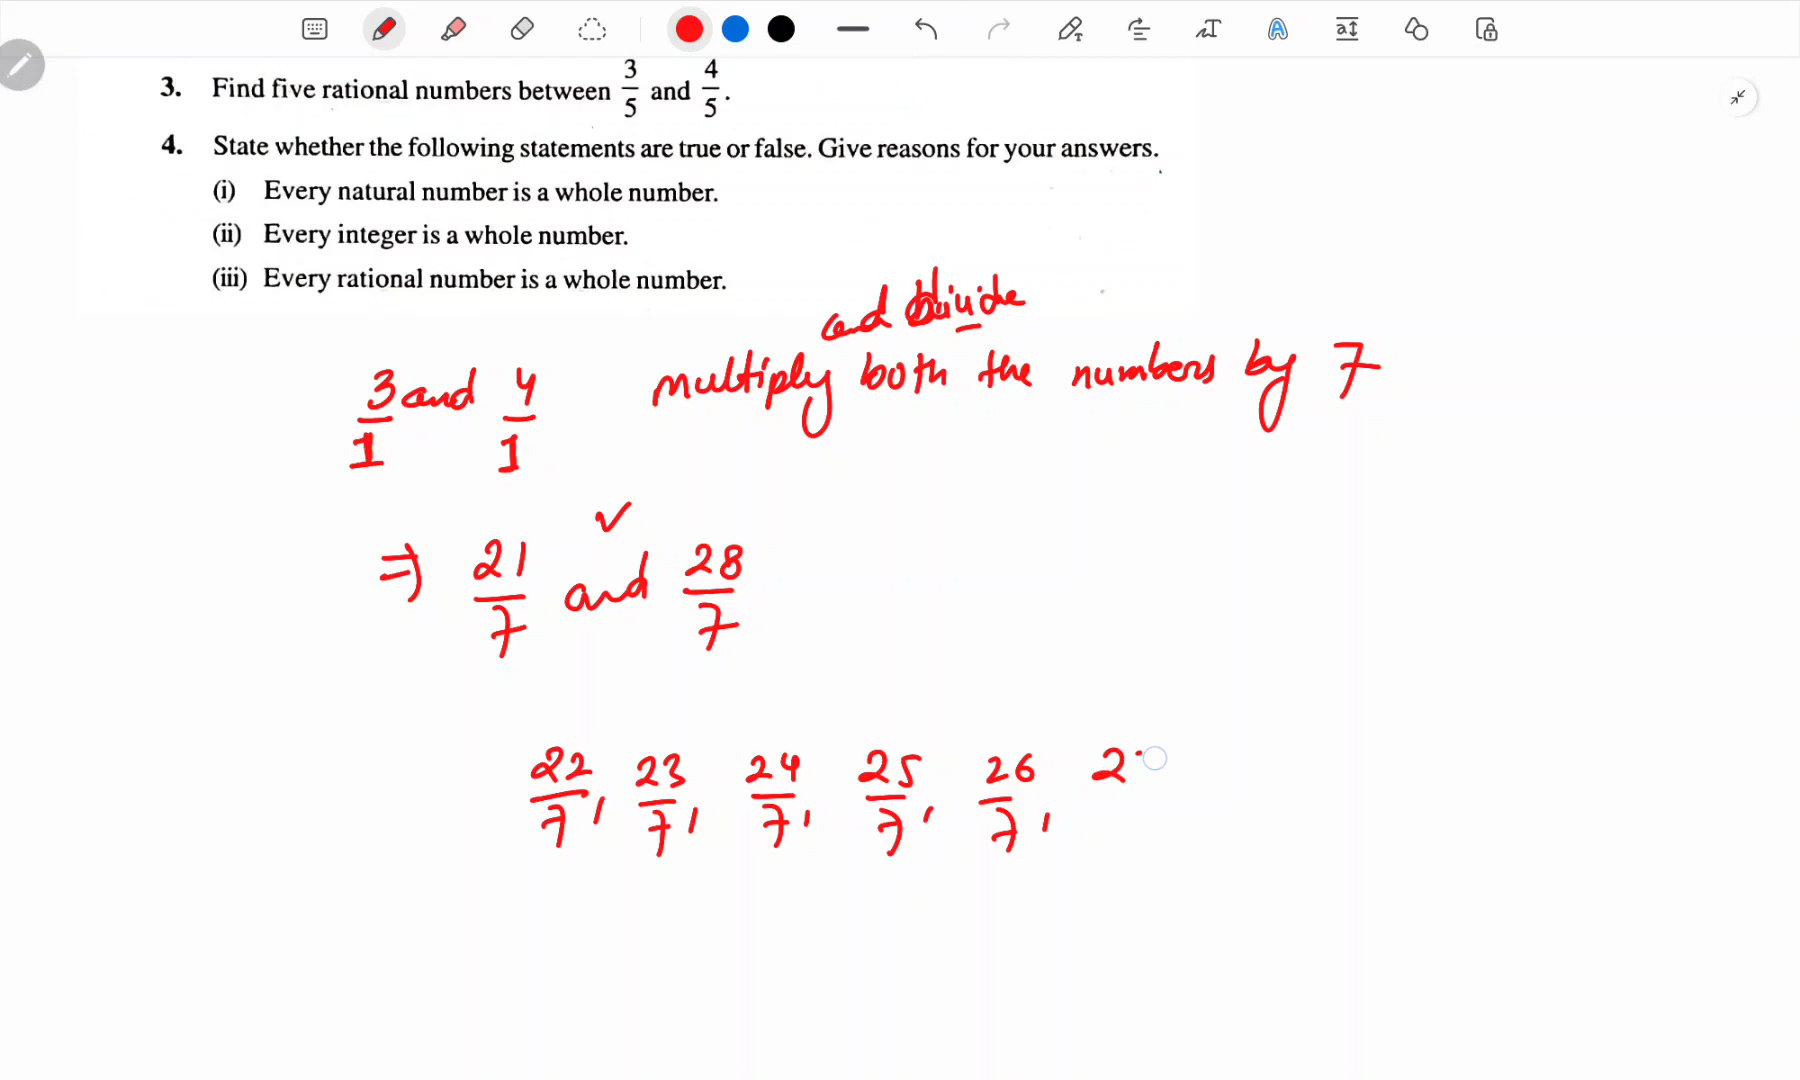 3. Find five rational numbers between 3/5 and 4/5.
4. State whether the following statements are true or false. Give reasons for your answers.
(i) Every natural number is a whole number.
(ii) Every integer is a whole number.
(iii) Every rational number is a whole number.
and divide
3/1 and 4/1 multiply both the numbers by 7
⇒ 21/7 and 28/7
22/7, 23/7, 24/7, 25/7, 26/7, 2